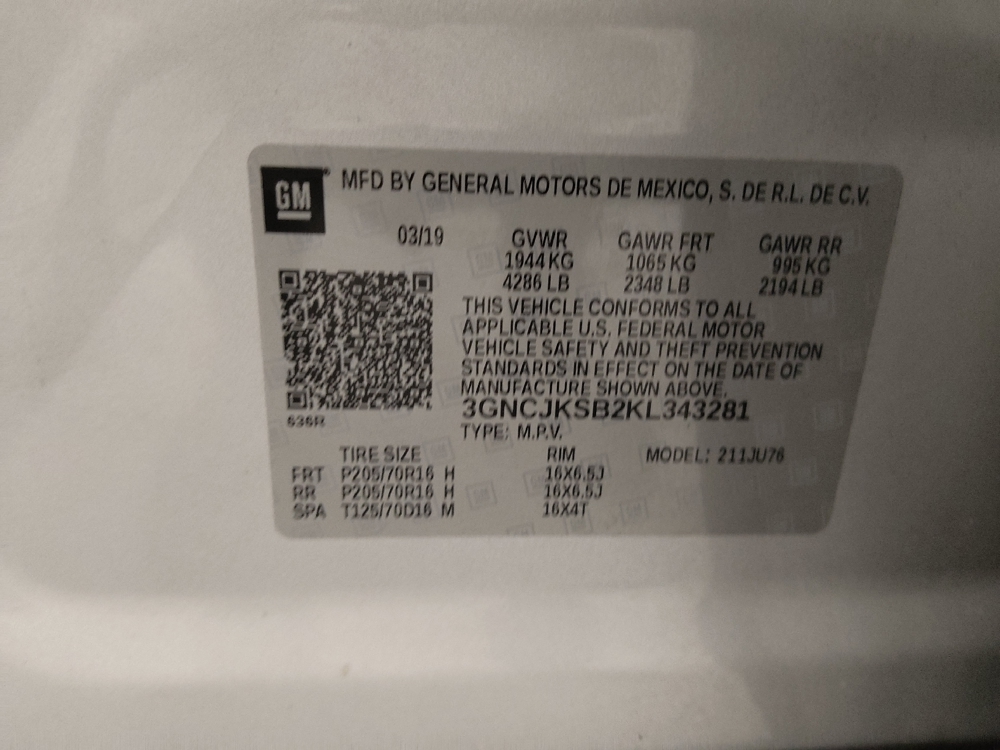 GM MFD BY GENERAL MOTORS DE MEXICO, S. DE R.L. DE C.V.
03/19 GVWR GAWR FRT GAWR RR
1944 KG 1065 KG 995 KG
4286 LB 2348 LB 2194 LB
THIS VEHICLE CONFORMS TO ALL
APPLICABLE U.S. FEDERAL MOTOR
VEHICLE SAFETY AND THEFT PREVENTION
STANDARDS IN EFFECT ON THE DATE OF
MANUFACTURE SHOWN ABOVE.
3GNCJKSB2KL343281
636R
TYPE: M.P.V.
TIRE SIZE RIM MODEL: 211JU76
FRT P205/70R16 H 16X6.5J
RR P205/70R16 H 16X6.5J
SPA T125/70D16 M 16X4T